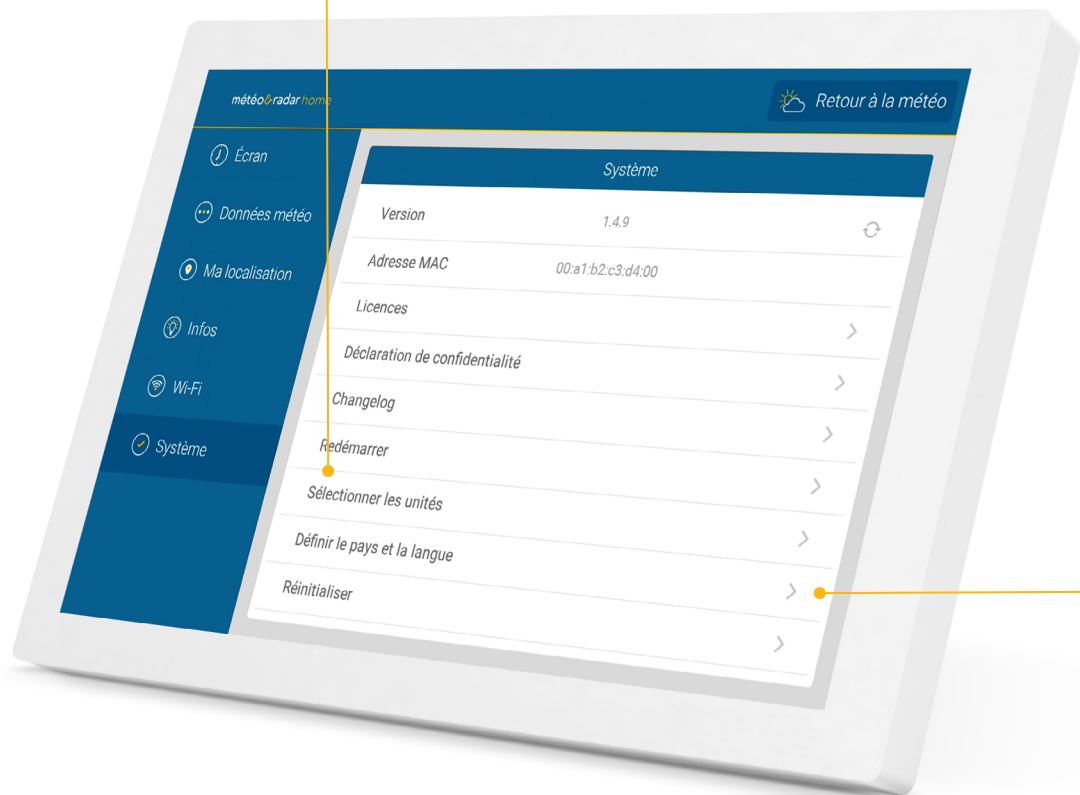 météo&radar home
Retour à la météo
Écran
Données météo
Ma localisation
Infos
Wi-Fi
Système
Système
Version 1.4.9
Adresse MAC 00:a1:b2:c3:d4:00
Licences
Déclaration de confidentialité
Changelog
Redémarrer
Sélectionner les unités
Définir le pays et la langue
Réinitialiser